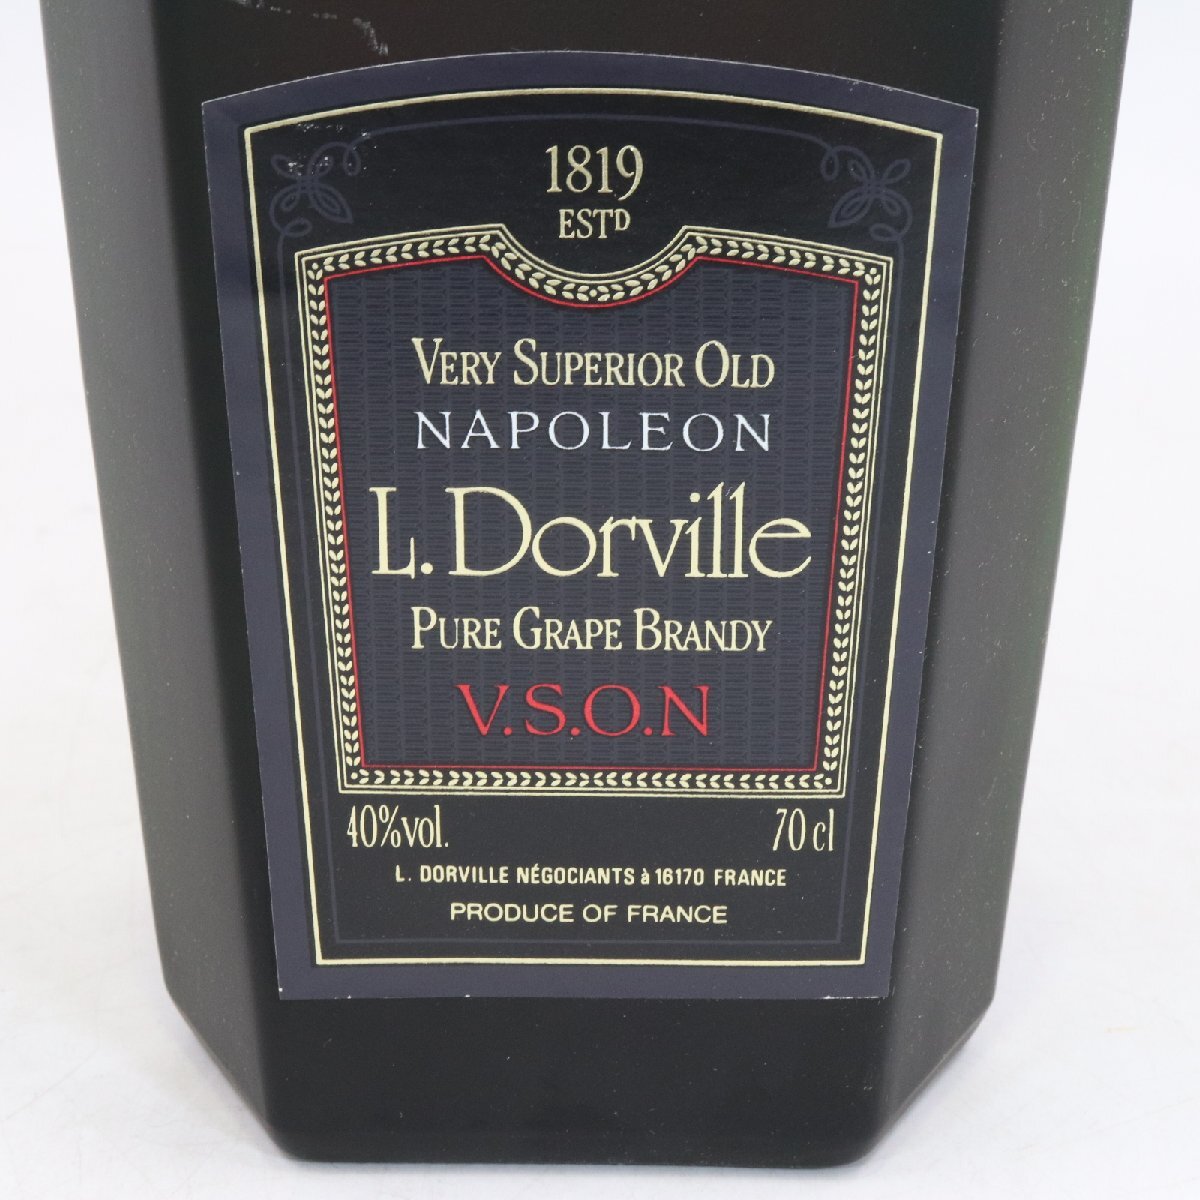 1819
ESTD
VERY SUPERIOR OLD
NAPOLEON
L. Dorville
PURE GRAPE BRANDY
V.S.O.N
40%vol. 70 cl
L. DORVILLE NÉGOCIANTS à 16170 FRANCE
PRODUCE OF FRANCE